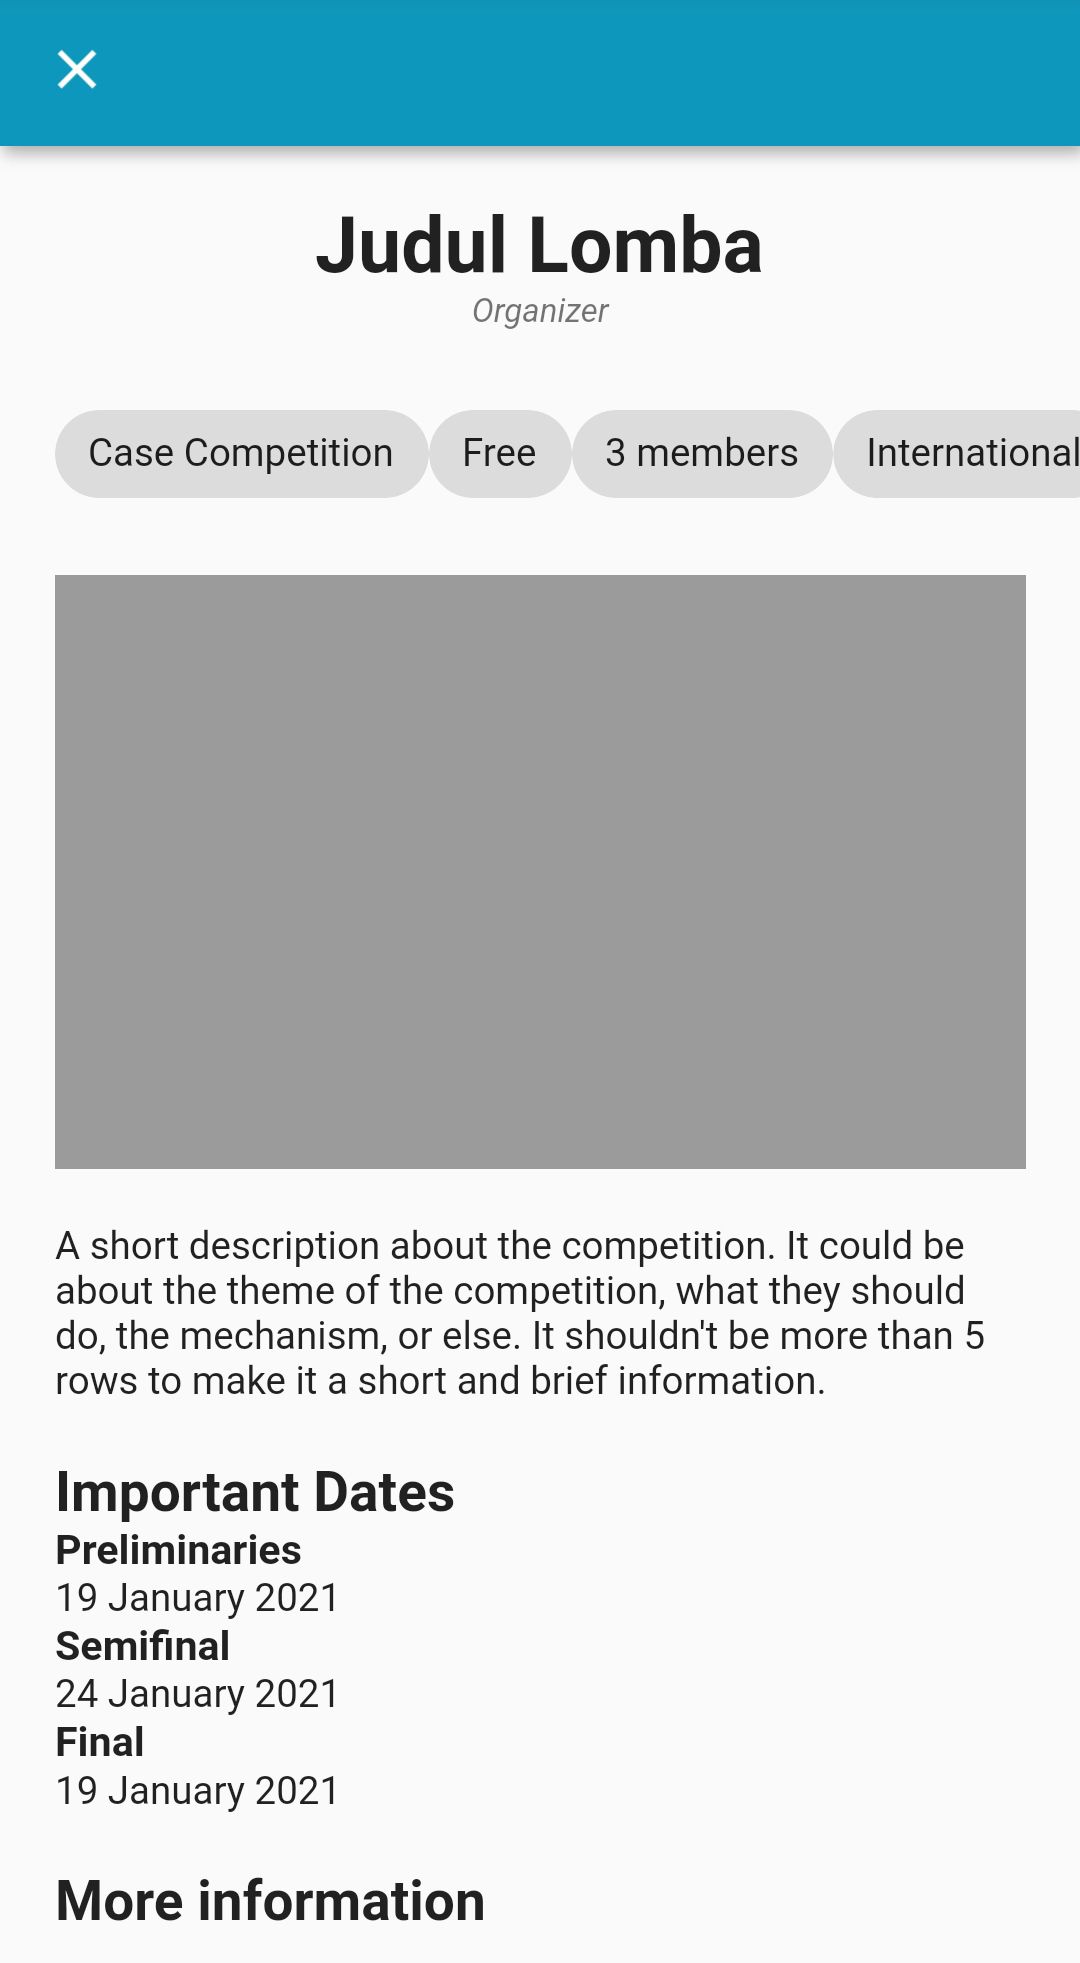 Judul Lomba
Organizer
Case Competition Free 3 members International
A short description about the competition. It could be
about the theme of the competition, what they should
do, the mechanism, or else. It shouldn't be more than 5
rows to make it a short and brief information.
Important Dates
Preliminaries
19 January 2021
Semifinal
24 January 2021
Final
19 January 2021
More information